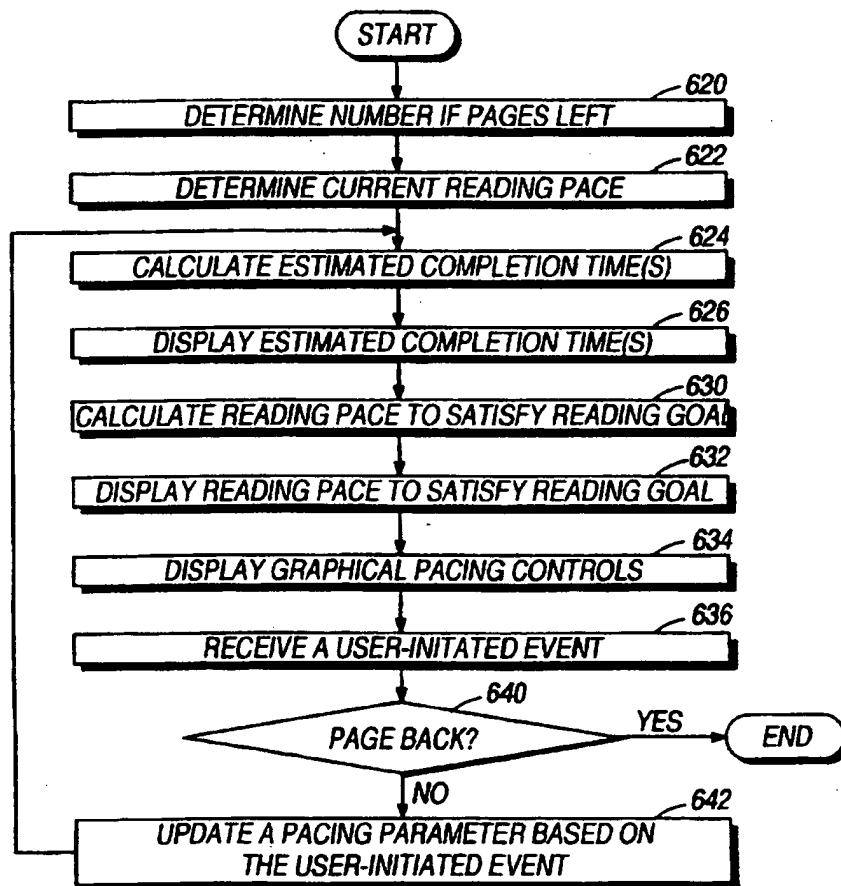 START
620
DETERMINE NUMBER IF PAGES LEFT
622
DETERMINE CURRENT READING PACE
624
CALCULATE ESTIMATED COMPLETION TIME(S)
626
DISPLAY ESTIMATED COMPLETION TIME(S)
630
CALCULATE READING PACE TO SATISFY READING GOAL
632
DISPLAY READING PACE TO SATISFY READING GOAL
634
DISPLAY GRAPHICAL PACING CONTROLS
636
RECEIVE A USER-INITATED EVENT
640
PAGE BACK?
YES
END
NO
642
UPDATE A PACING PARAMETER BASED ON
THE USER-INITIATED EVENT